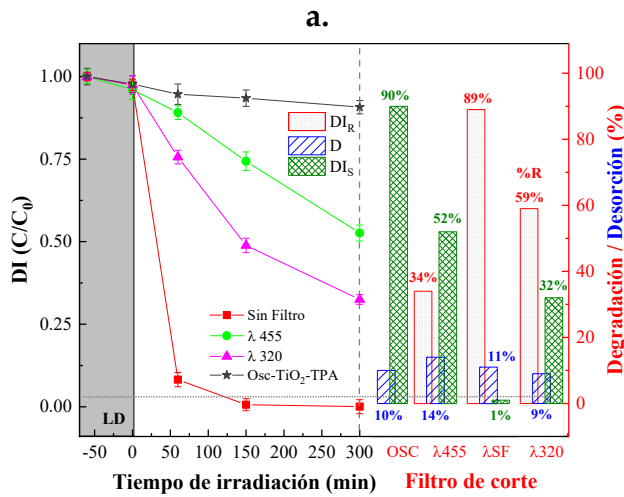 a.
DI (C/C₀)
1.00
0.75
0.50
0.25
0.00
LD
-50 0 50 100 150 200 250 300
Tiempo de irradiación (min)
Sin Filtro
λ 455
λ 320
Osc-TiO₂-TPA
DI_R
D
DI_S
90%
10%
34%
14%
52%
89%
11%
1%
%R
59%
9%
32%
OSC λ455 λSF λ320
Filtro de corte
100
80
60
40
20
0
Degradación / Desorción (%)